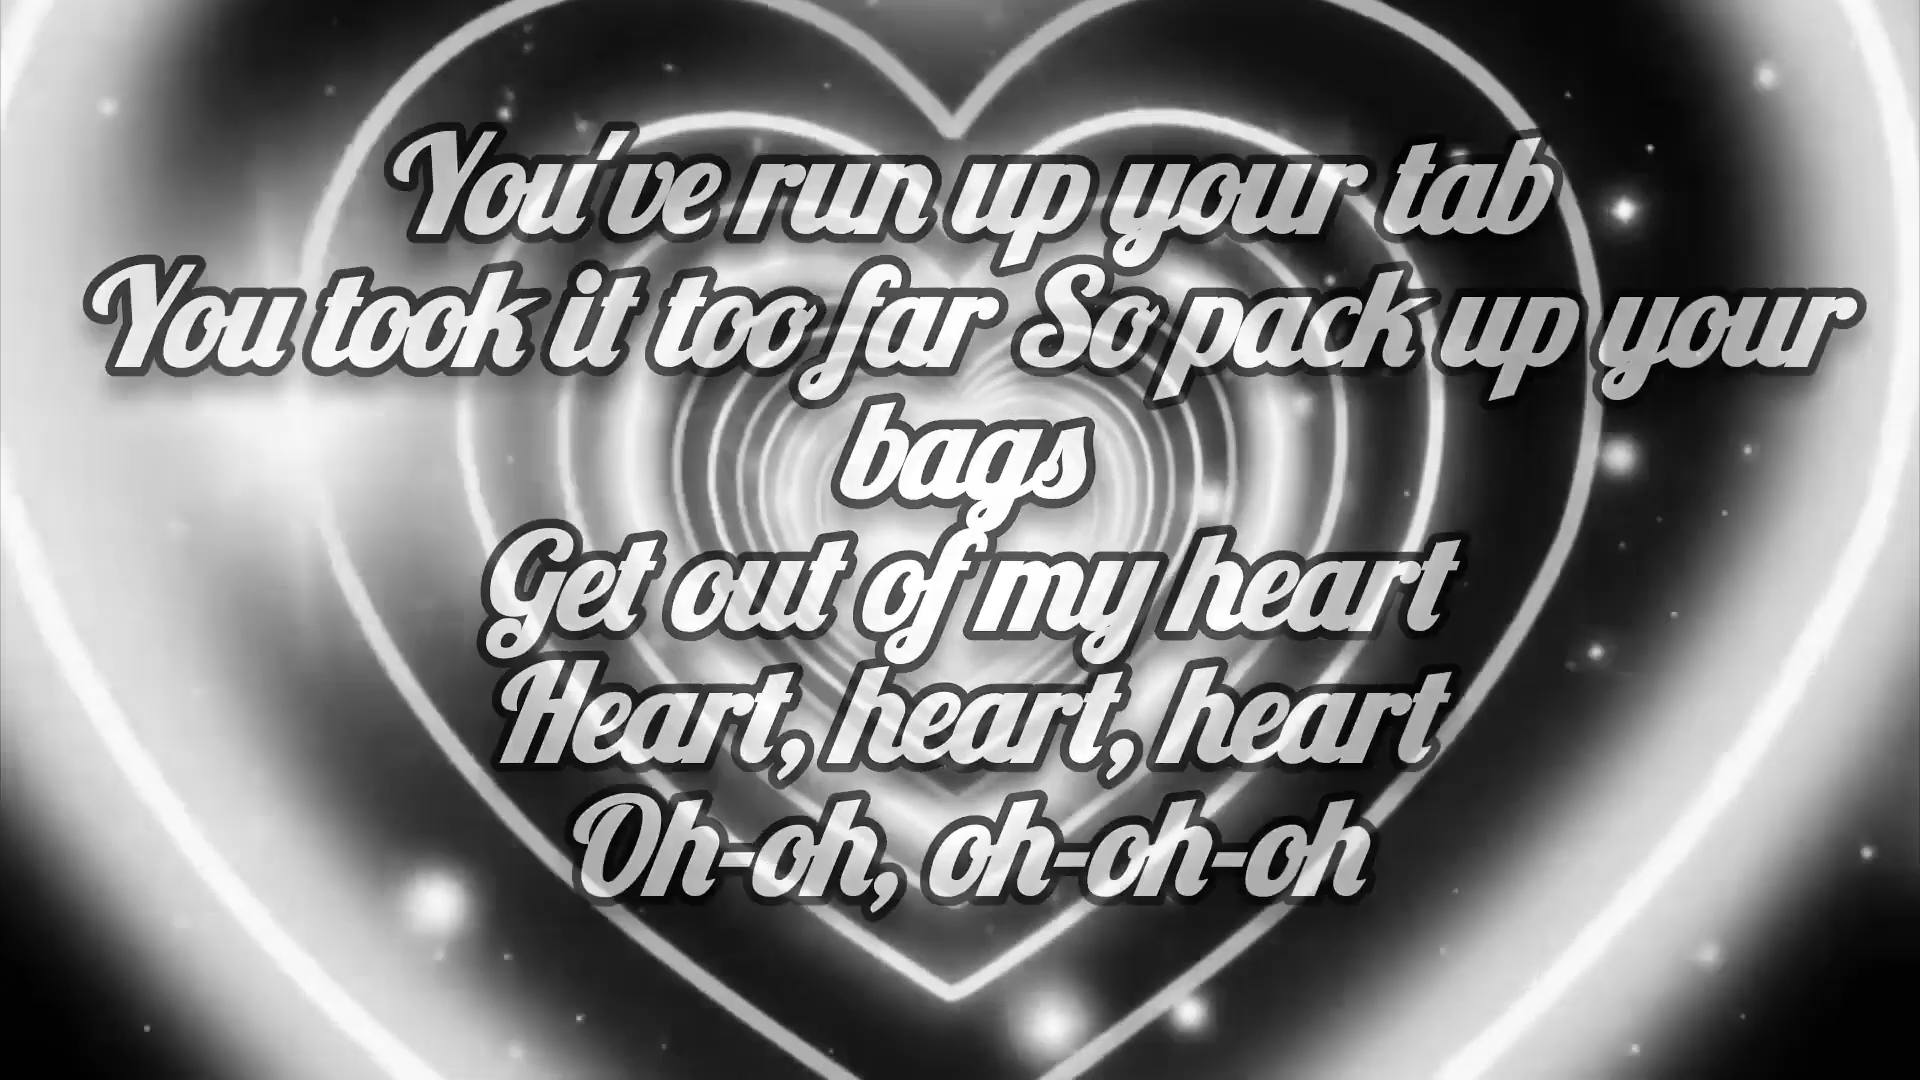 You've run up your tab
You took it too far So pack up your
bags
Get out of my heart
Heart, heart, heart
Oh-oh, oh-oh-oh